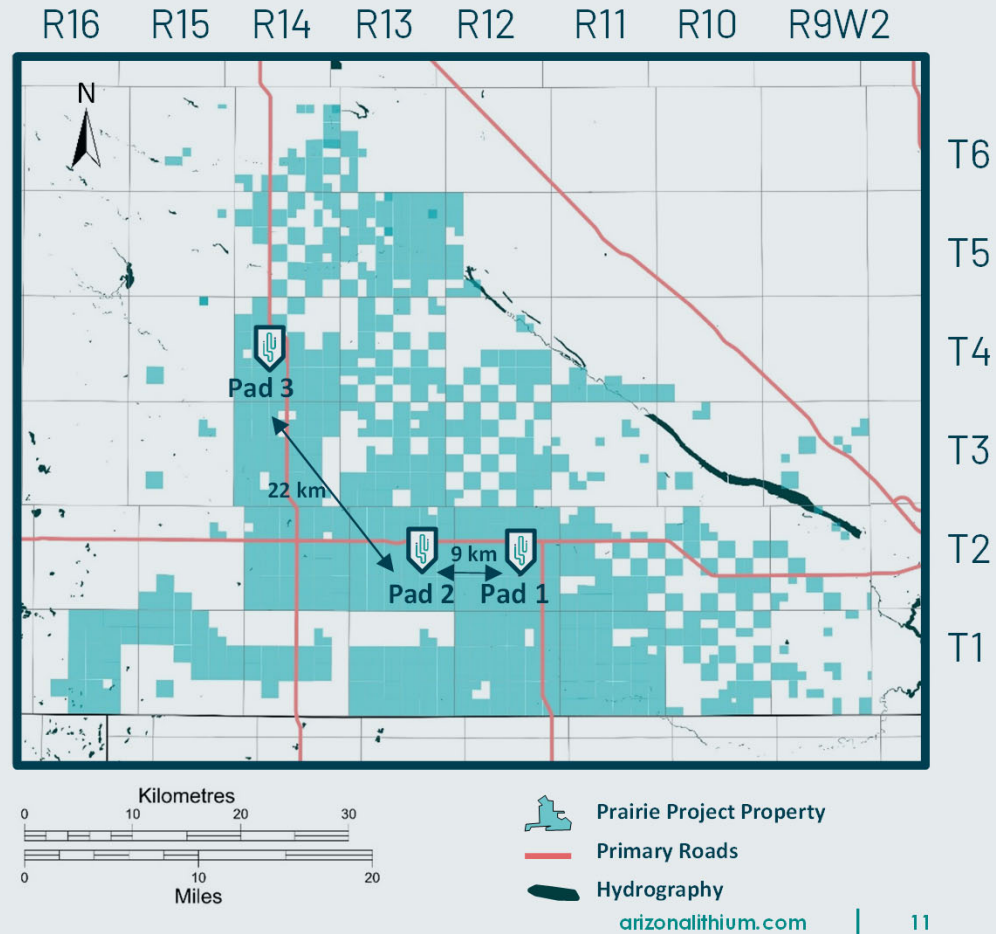 R16 R15 R14 R13 R12 R11 R10 R9W2
N
T6
T5
T4
Pad 3
T3
22 km
T2
9 km
Pad 2 Pad 1
T1
Kilometres
0 10 20 30
0 10 20
Miles
Prairie Project Property
Primary Roads
Hydrography
arizonalithium.com | 11